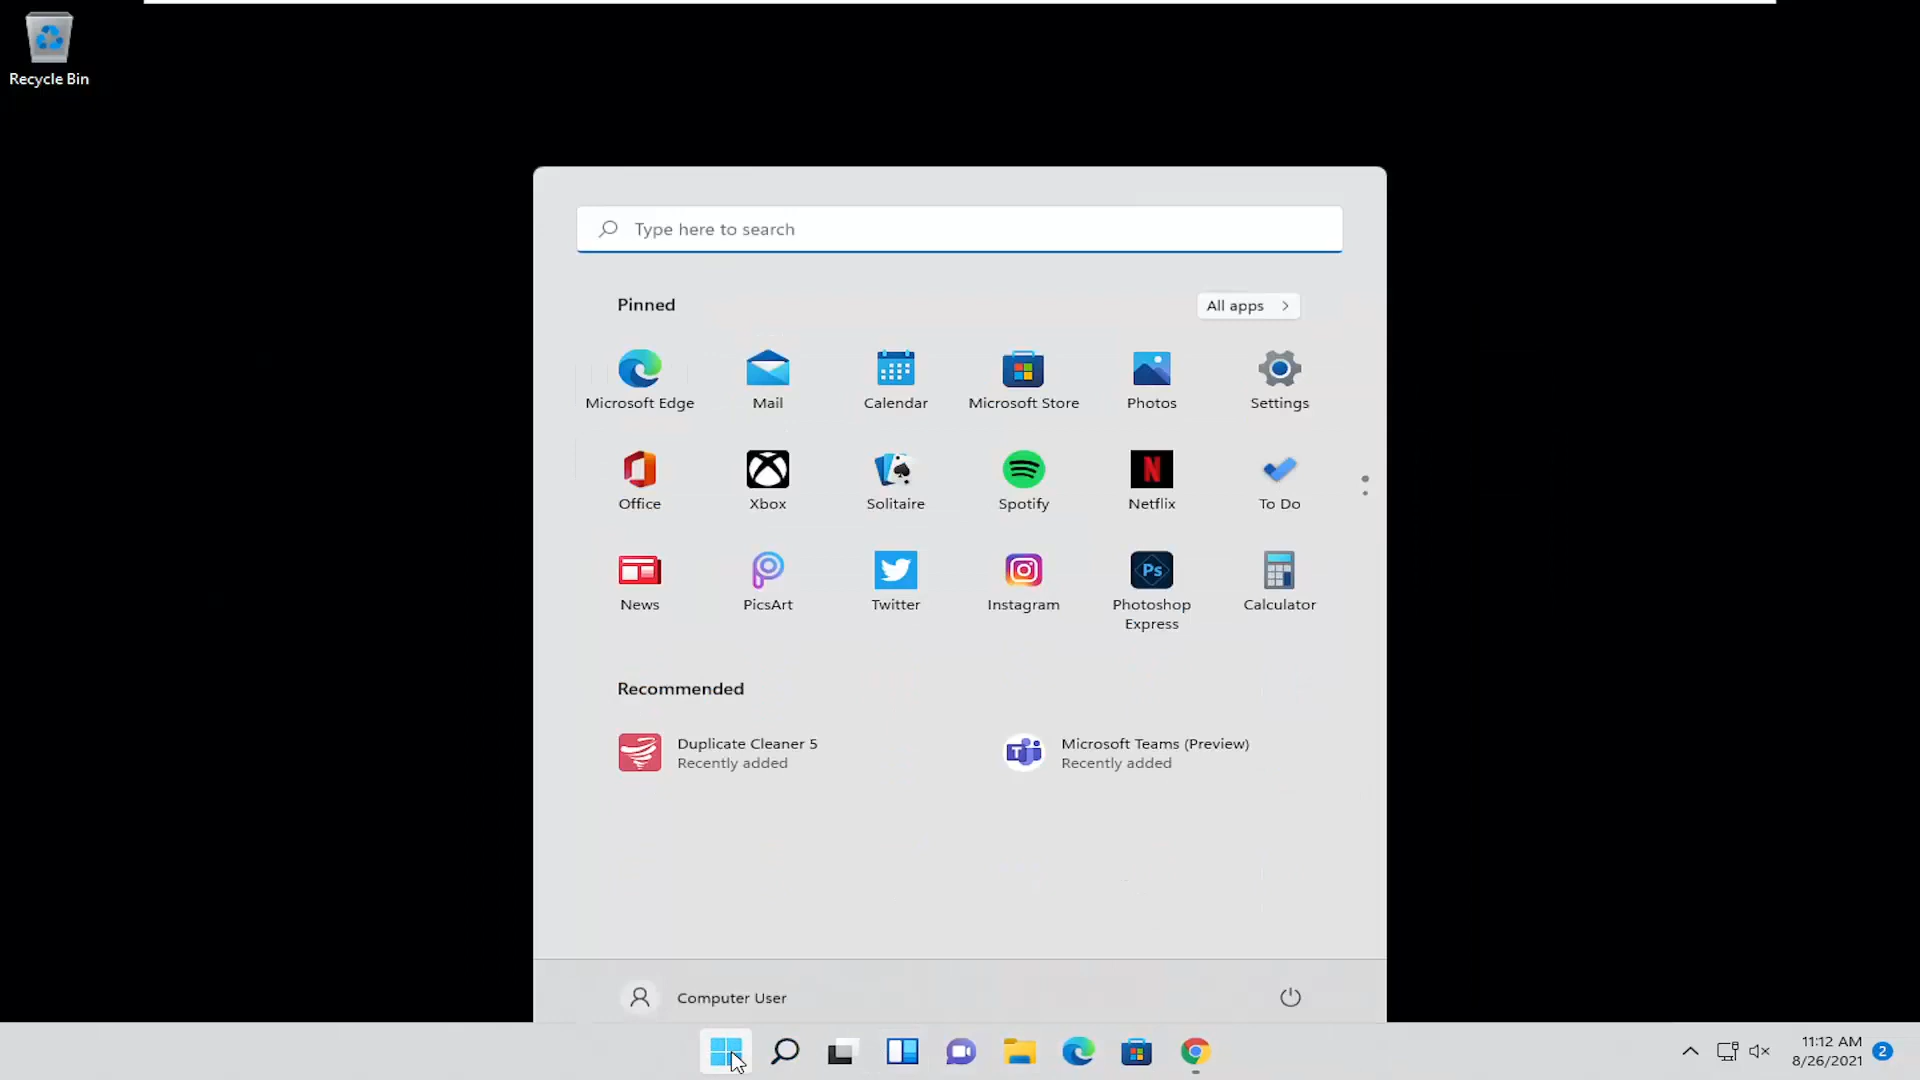 Recycle Bin
Type here to search
Pinned
All apps
Microsoft Edge
Mail
Calendar
Microsoft Store
Photos
Settings
Office
Xbox
Solitaire
Spotify
Netflix
To Do
News
PicsArt
Twitter
Instagram
Photoshop
Express
Calculator
Recommended
Duplicate Cleaner 5
Recently added
Microsoft Teams (Preview)
Recently added
Computer User
11:12 AM
8/26/2021
2